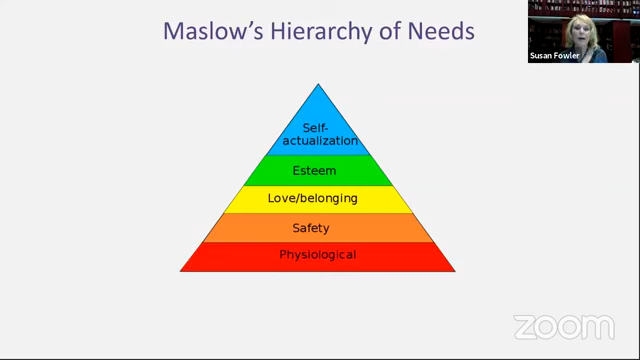 Maslow's Hierarchy of Needs
Susan Fowler
Self-
actualization
Esteem
Love/belonging
Safety
Physiological
zoom